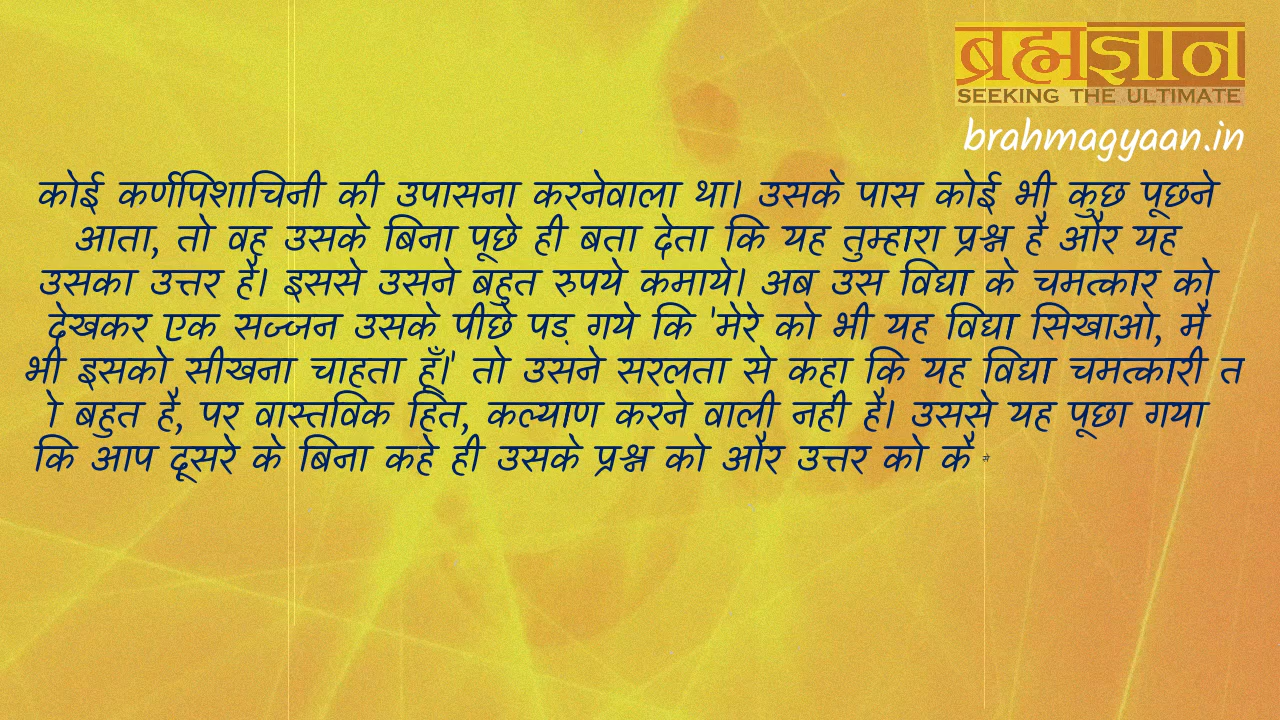 ब्रह्मज्ञान
SEEKING THE ULTIMATE
brahmagyaan.in
कोई कर्णपिशाचिनी की उपासना करनेवाला था। उसके पास कोई भी कुछ पूछने
आता, तो वह उसके बिना पूछे ही बता देता कि यह तुम्हारा प्रश्न है और यह
उसका उत्तर है। इससे उसने बहुत रुपये कमाये। अब उस विद्या के चमत्कार को
देखकर एक सज्जन उसके पीछे पड़ गये कि 'मेरे को भी यह विद्या सिखाओ, मैं
भी इसको सीखना चाहता हूँ।' तो उसने सरलता से कहा कि यह विद्या चमत्कारी त
ो बहुत है, पर वास्तविक हित, कल्याण करने वाली नहीं है। उससे यह पूछा गया
कि आप दूसरे के बिना कहे ही उसके प्रश्न को और उत्तर को कै से